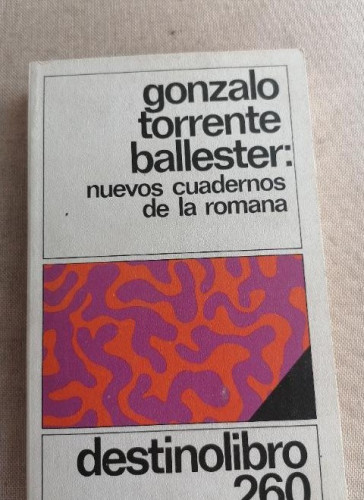 gonzalo
torrente
ballester:
nuevos cuadernos
de la romana
destinolibro
260